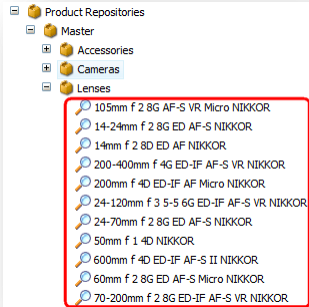 Product Repositories
Master
Accessories
Cameras
Lenses
105mm f 2 8G AF-S VR Micro NIKKOR
14-24mm f 2 8G ED AF-S NIKKOR
14mm f 2 8D ED AF NIKKOR
200-400mm f 4G ED-IF AF-S VR NIKKOR
200mm f 4D ED-IF AF Micro NIKKOR
24-120mm f 3 5-5 6G ED-IF AF-S VR NIKKOR
24-70mm f 2 8G ED AF-S NIKKOR
50mm f 1 4D NIKKOR
600mm f 4D ED-IF AF-S II NIKKOR
60mm f 2 8G ED AF-S Micro NIKKOR
70-200mm f 2 8G ED-IF AF-S VR NIKKOR